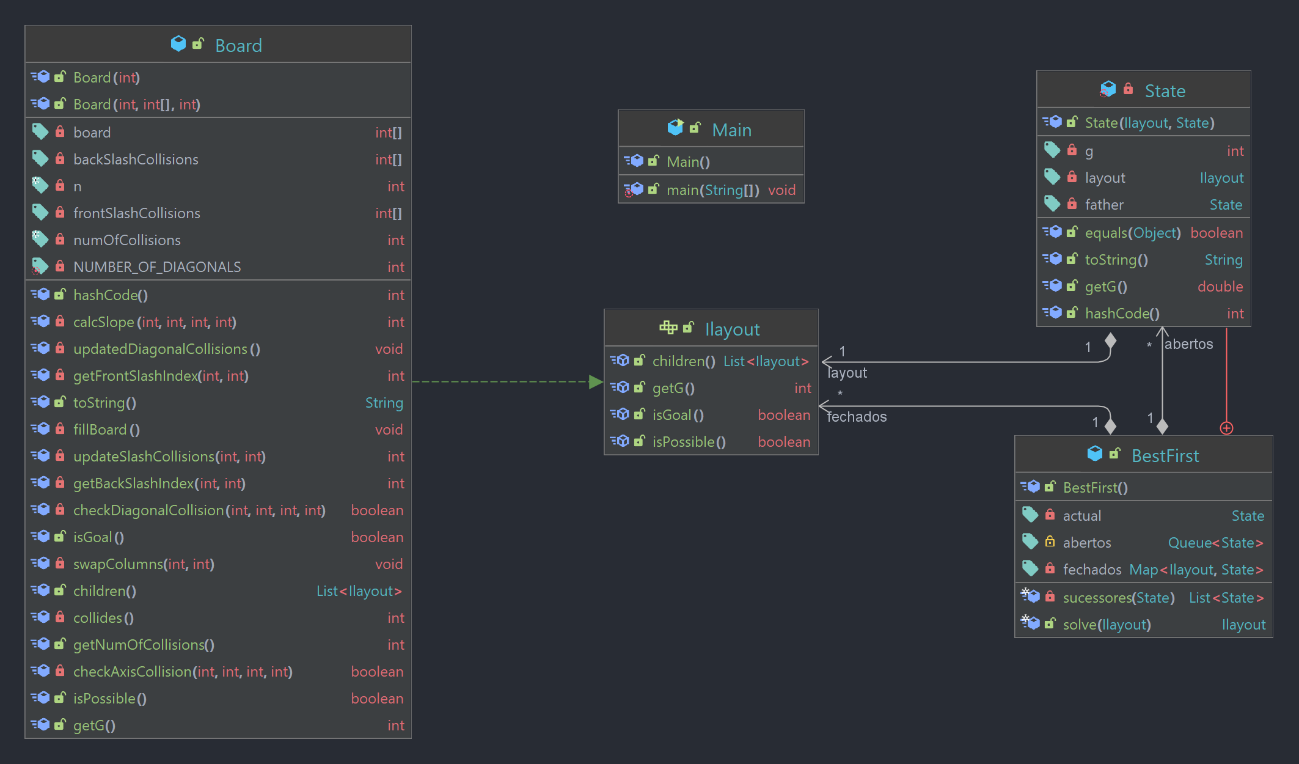 Board
Board(int)
Board(int, int[], int)
board int[]
backSlashCollisions int[]
n int
frontSlashCollisions int[]
numOfCollisions int
NUMBER_OF_DIAGONALS int
hashCode() int
calcSlope(int, int, int, int) int
updatedDiagonalCollisions() void
getFrontSlashIndex(int, int) int
toString() String
fillBoard() void
updateSlashCollisions(int, int) int
getBackSlashIndex(int, int) int
checkDiagonalCollision(int, int, int, int) boolean
isGoal() boolean
swapColumns(int, int) void
children() List<Ilayout>
collides() int
getNumOfCollisions() int
checkAxisCollision(int, int, int, int) boolean
isPossible() boolean
getG() int
Main
Main()
main(String[]) void
Ilayout
children() List<Ilayout>
getG() int
isGoal() boolean
isPossible() boolean
1
layout
*
fechados
1
1
State
State(Ilayout, State)
g int
layout Ilayout
father State
equals(Object) boolean
toString() String
getG() double
hashCode() int
* abertos
1
BestFirst
BestFirst()
actual State
abertos Queue<State>
fechados Map<Ilayout, State>
sucessores(State) List<State>
solve(Ilayout) Ilayout